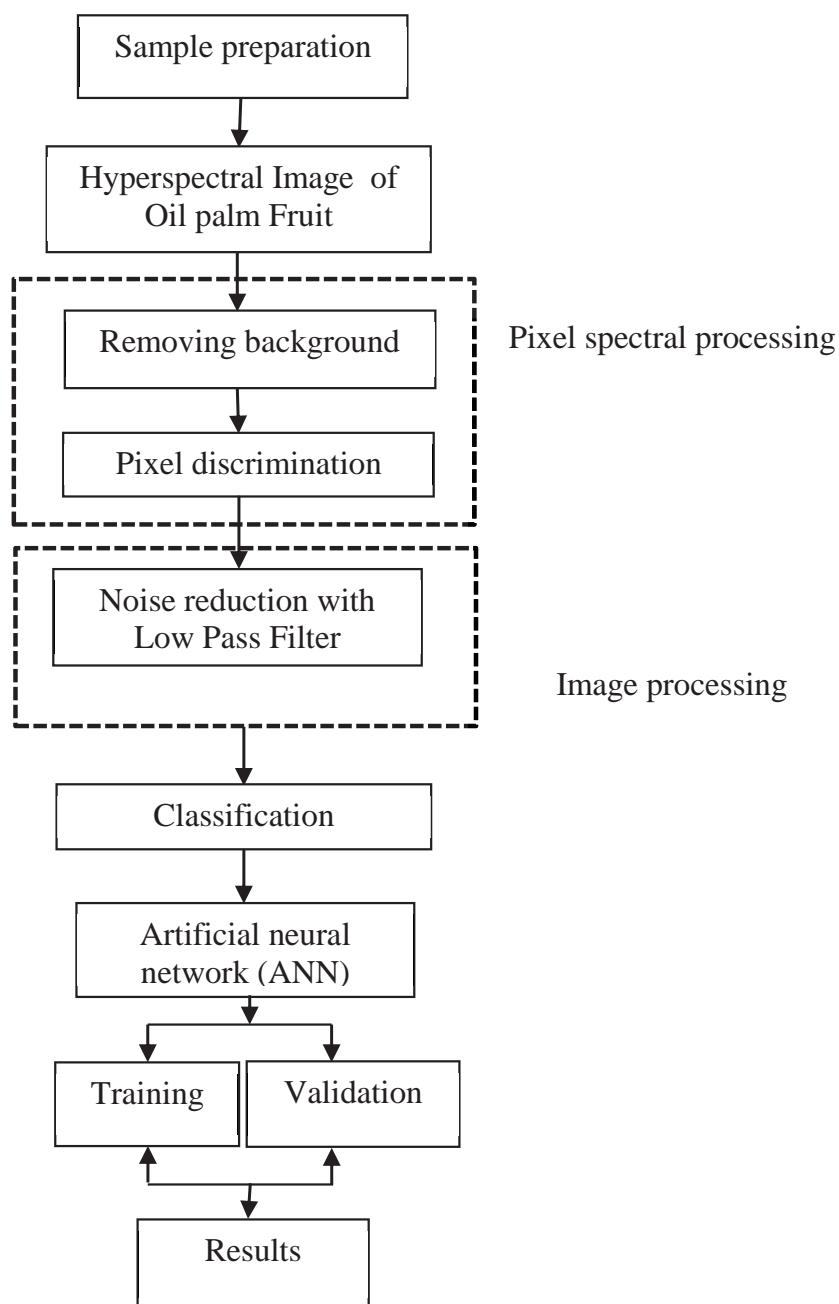 Sample preparation
Hyperspectral Image of
Oil palm Fruit
Removing background
Pixel spectral processing
Pixel discrimination
Noise reduction with
Low Pass Filter
Image processing
Classification
Artificial neural
network (ANN)
Training
Validation
Results